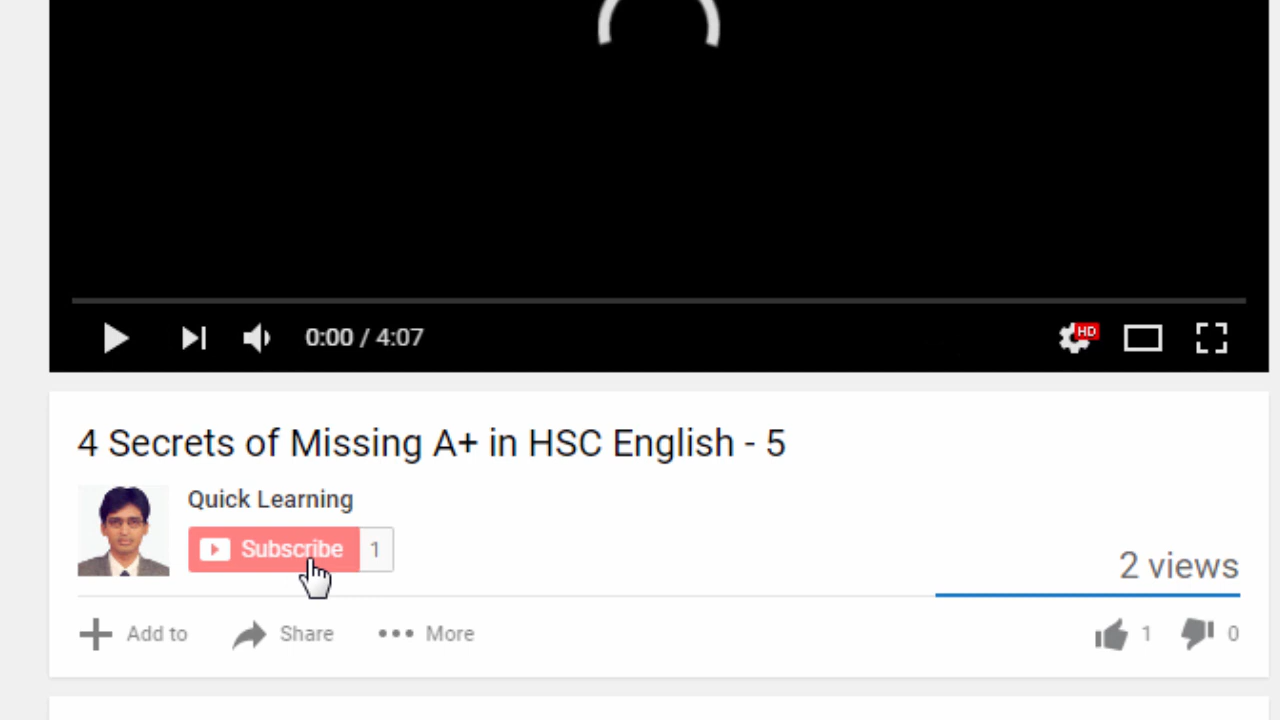 0:00 / 4:07
HD
4 Secrets of Missing A+ in HSC English - 5
Quick Learning
Subscribe 1
2 views
Add to Share More 1 0